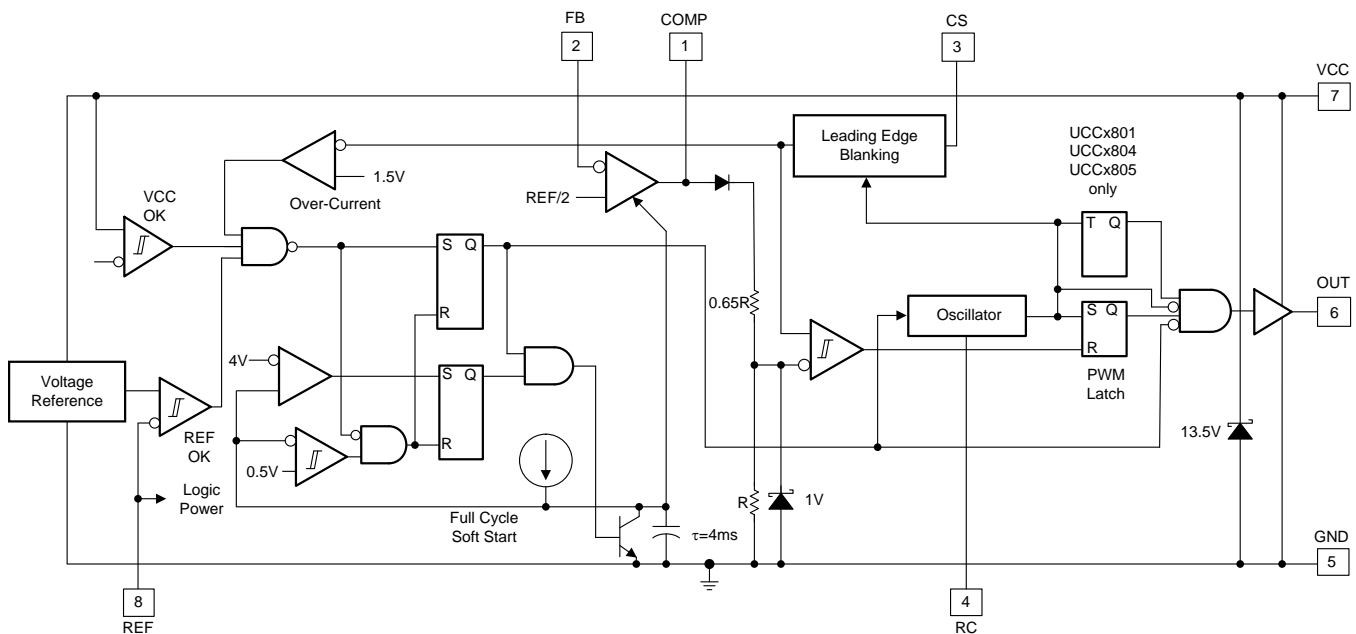 FB
COMP
CS
2
1
3
VCC
7
Leading Edge
Blanking
UCCx801
UCCx804
UCCx805
only
1.5V
Over-Current
VCC
OK
REF/2
T Q
S Q
R
0.65R
Oscillator
S Q
R
PWM
Latch
OUT
6
4V
Voltage
Reference
S Q
R
REF
OK
0.5V
13.5V
Logic
Power
Full Cycle
Soft Start
τ=4ms
R
1V
GND
5
8
REF
4
RC